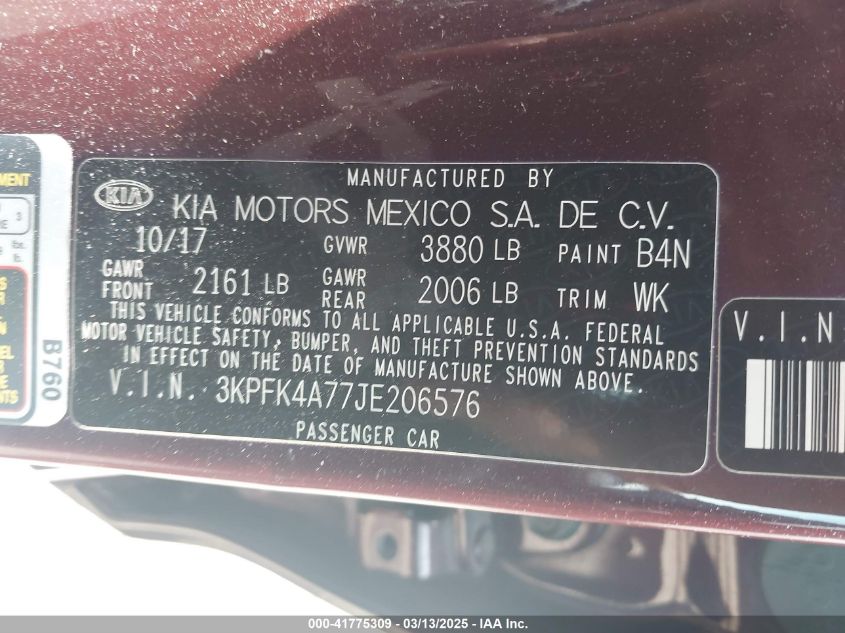 MANUFACTURED BY
KIA KIA MOTORS MEXICO S.A. DE C.V.
10/17 GVWR 3880 LB PAINT B4N
GAWR FRONT 2161 LB GAWR REAR 2006 LB TRIM WK
THIS VEHICLE CONFORMS TO ALL APPLICABLE U.S.A. FEDERAL
MOTOR VEHICLE SAFETY, BUMPER, AND THEFT PREVENTION STANDARDS
IN EFFECT ON THE DATE OF MANUFACTURE SHOWN ABOVE.
V.I.N. 3KPFK4A77JE206576
PASSENGER CAR
B760
V.I.N
000-41775309 - 03/13/2025 - IAA Inc.